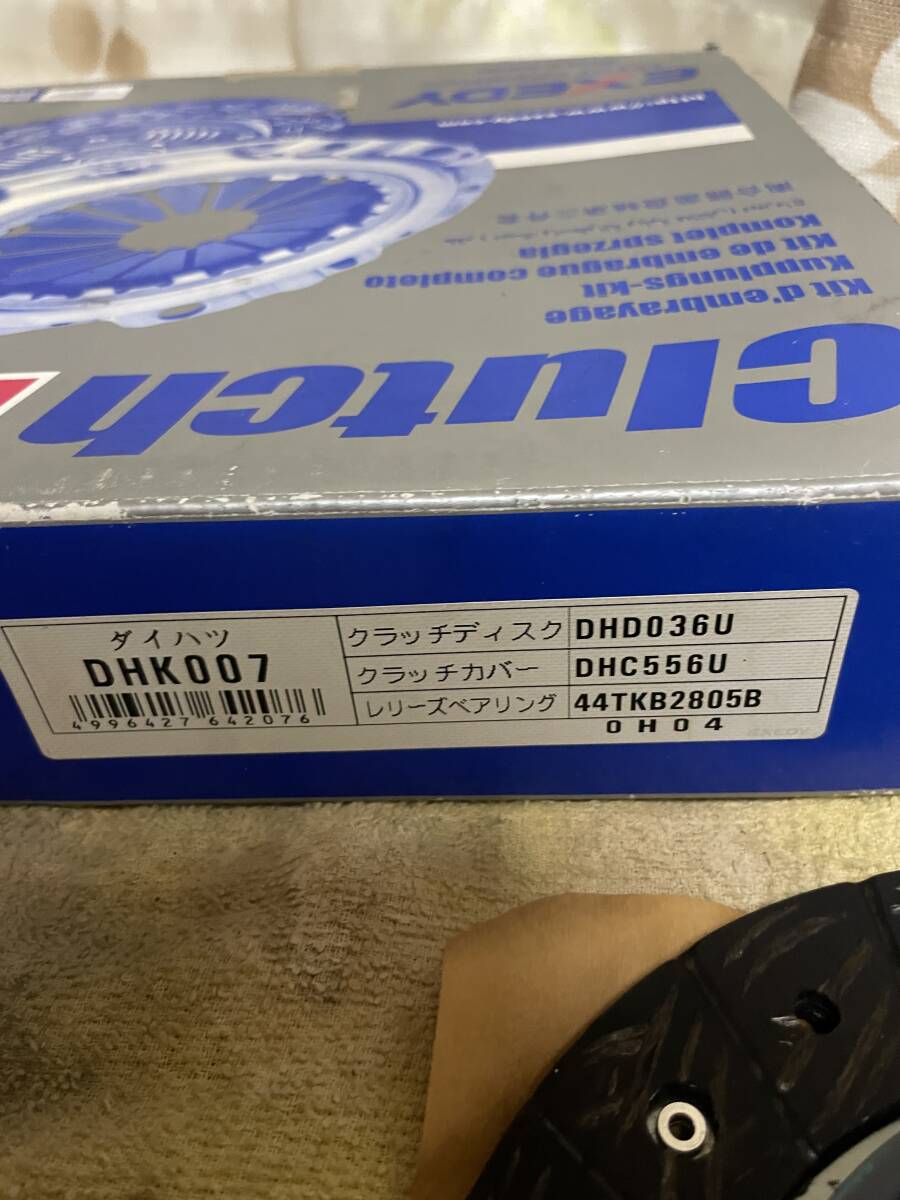 EXEDY
Kit d'embrayage
Kupplungs-kit
Kit de embrague completo
Komplet sprzęgla
Clutch
ダイハツ
DHK007
4996427 642076
クラッチディスク DHD036U
クラッチカバー DHC556U
レリーズベアリング 44TKB2805B
0H04
EXEDY